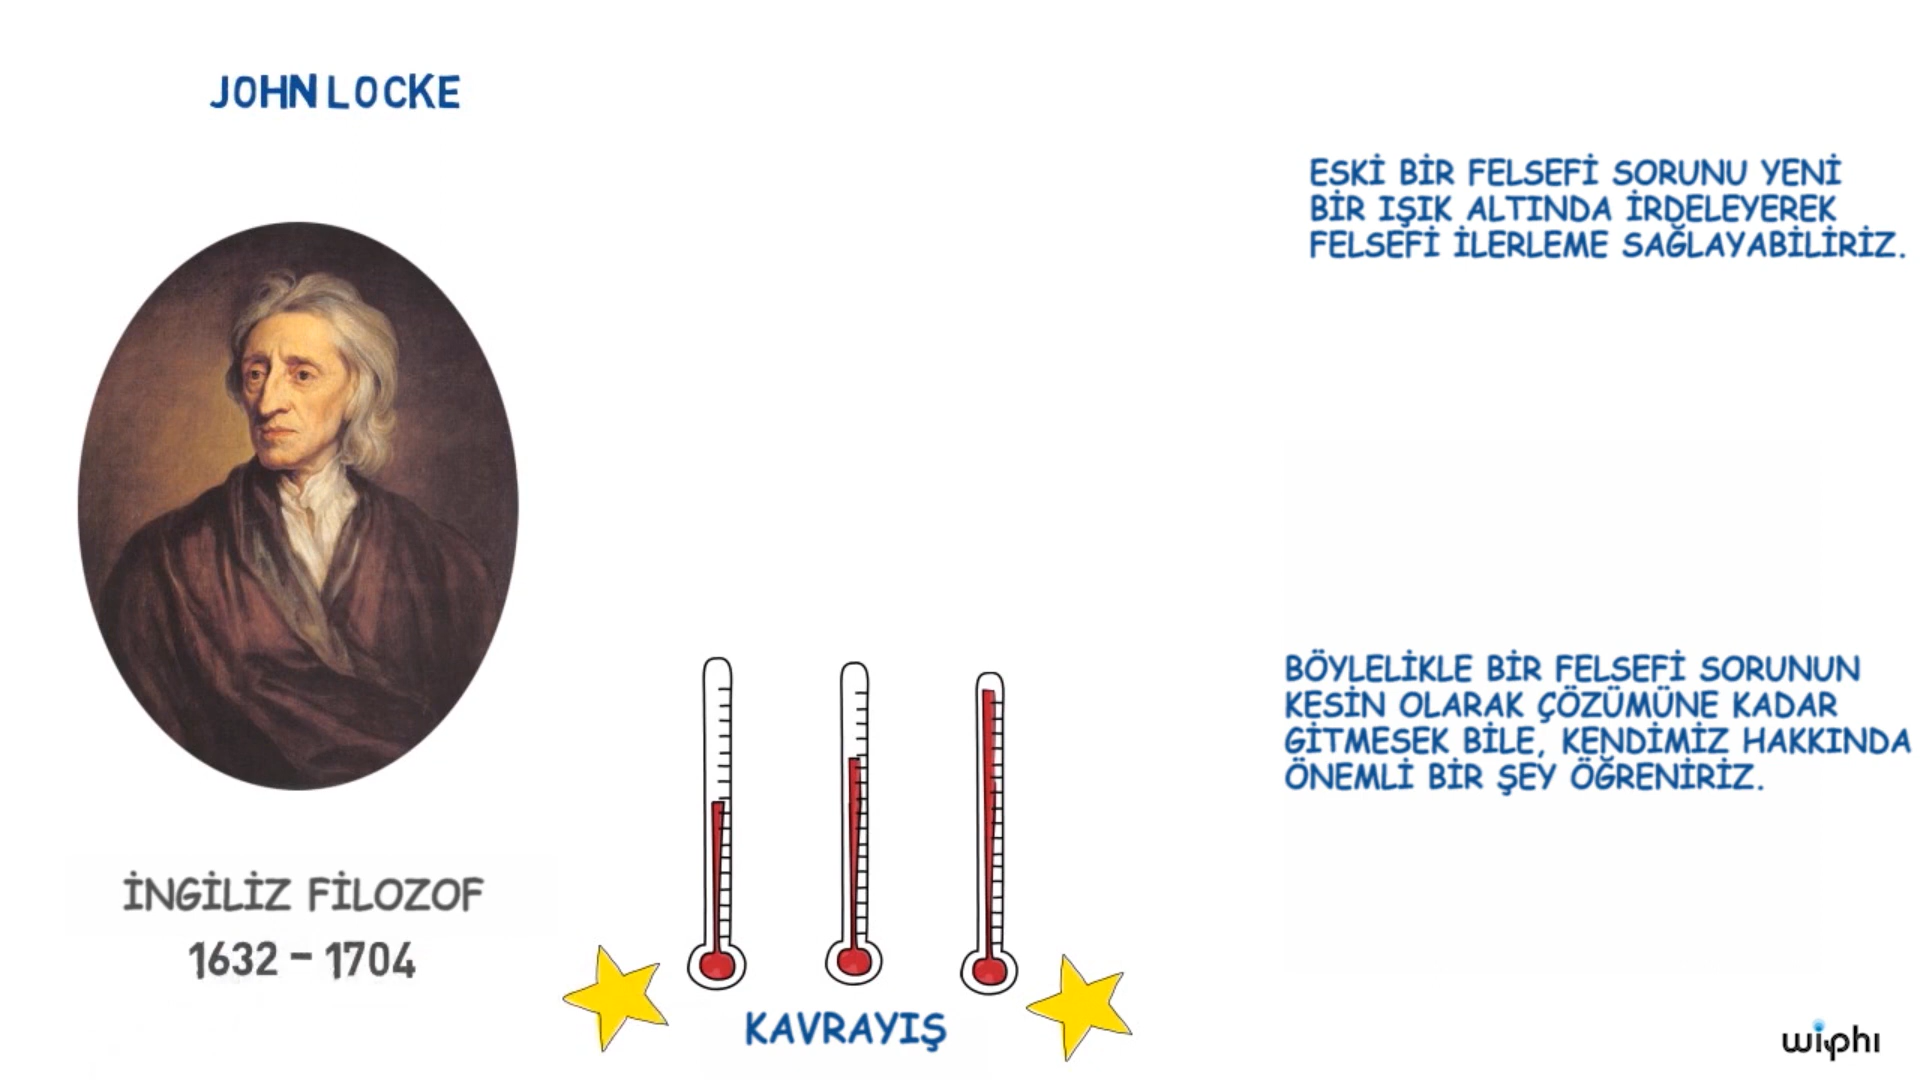 JOHN LOCKE
ESKİ BİR FELSEFİ SORUNU YENİ
BİR IŞIK ALTINDA İRDELEYEREK
FELSEFİ İLERLEME SAĞLAYABİLİRİZ.
BÖYLELİKLE BİR FELSEFİ SORUNUN
KESİN OLARAK ÇÖZÜMÜNE KADAR
GİTMESEK BİLE, KENDİMİZ HAKKINDA
ÖNEMLİ BİR ŞEY ÖĞRENİRİZ.
İNGİLİZ FİLOZOF
1632 – 1704
KAVRAYIŞ
wiphi